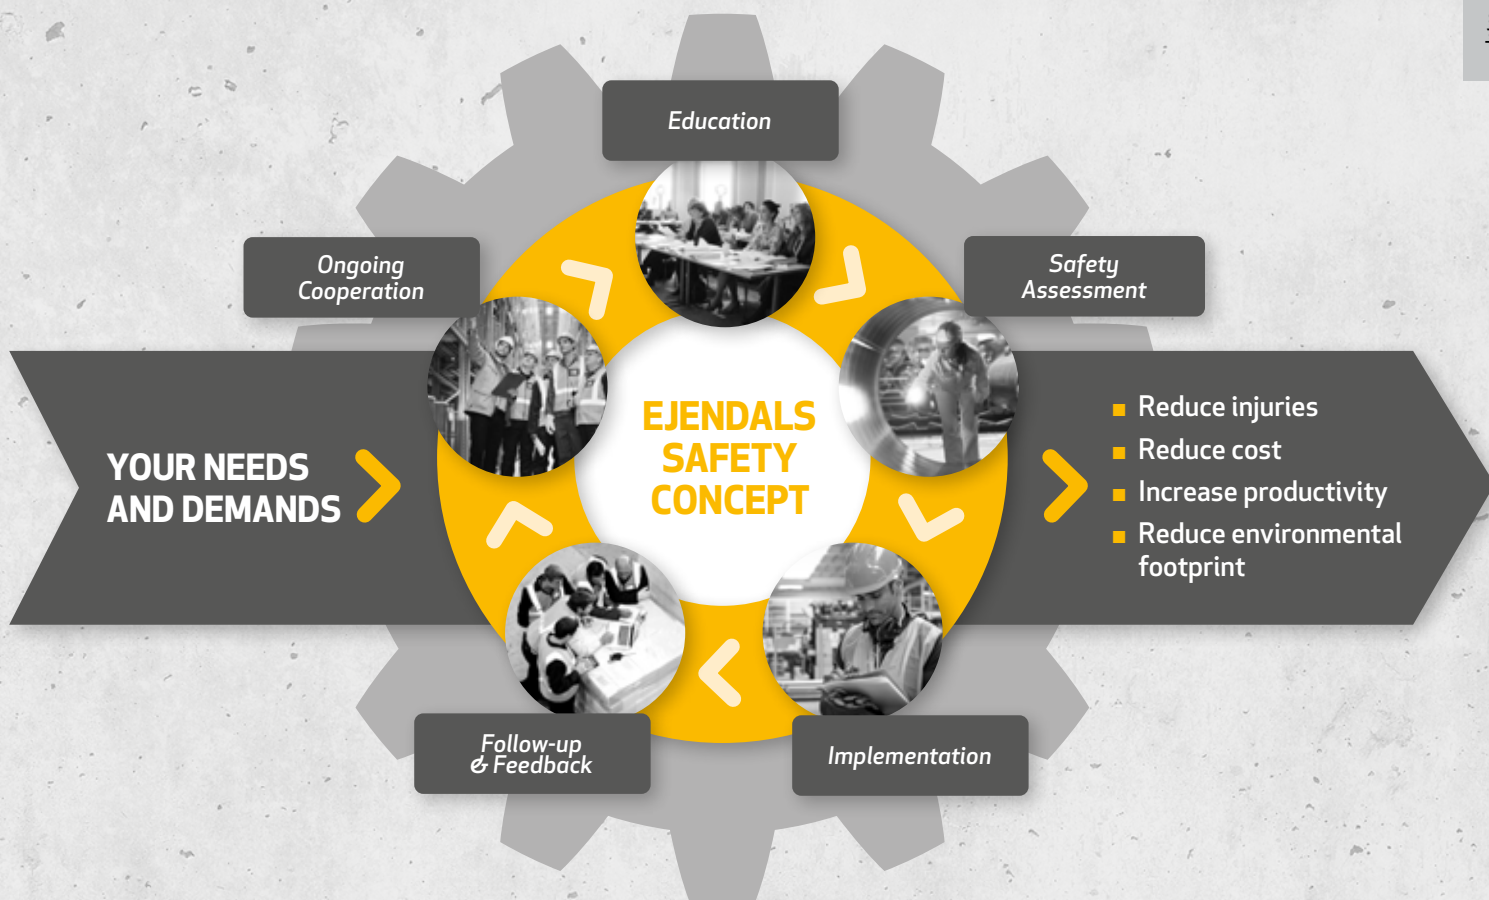 Education
Ongoing
Cooperation
Safety
Assessment
YOUR NEEDS
AND DEMANDS
EJENDALS
SAFETY
CONCEPT
Reduce injuries
Reduce cost
Increase productivity
Reduce environmental
footprint
Follow-up
& Feedback
Implementation